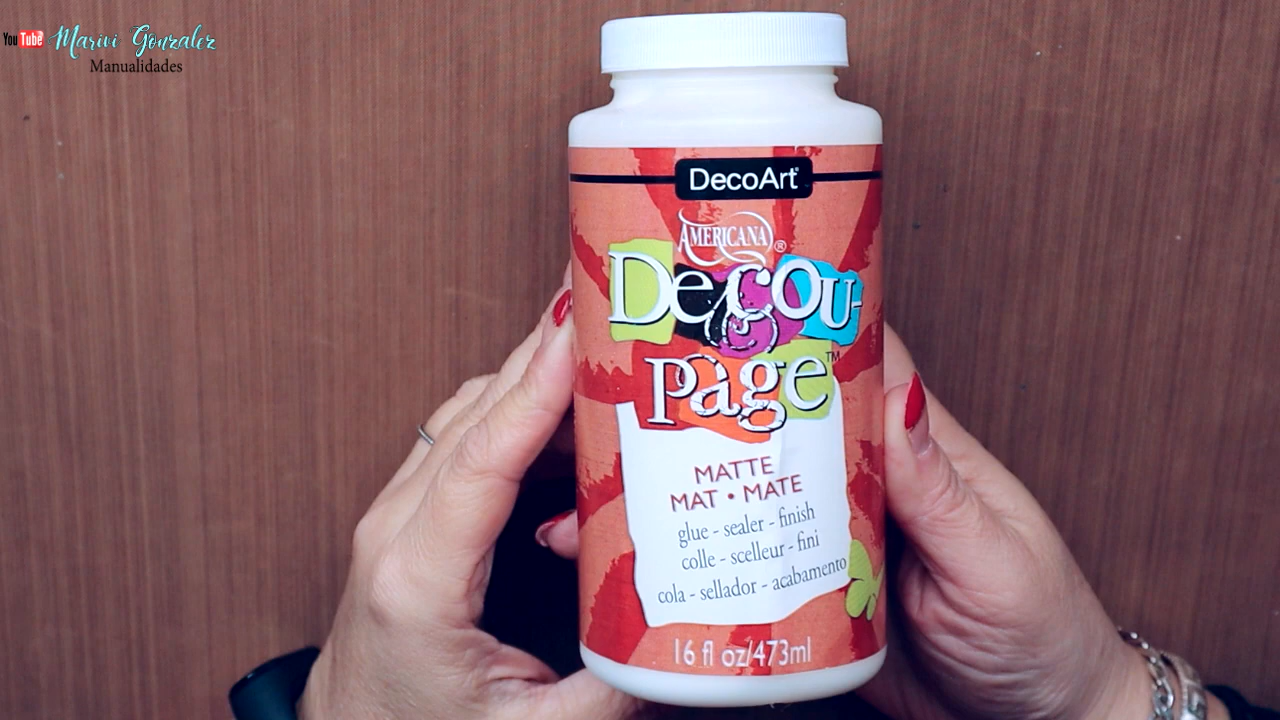 YouTube Marivi Gonzalez
Manualidades
DecoArt
AMERICANA®
Decou-
Page™
MATTE
MAT • MATE
glue - sealer - finish
colle - scelleur - fini
cola - sellador - acabamento
16 fl oz/473ml